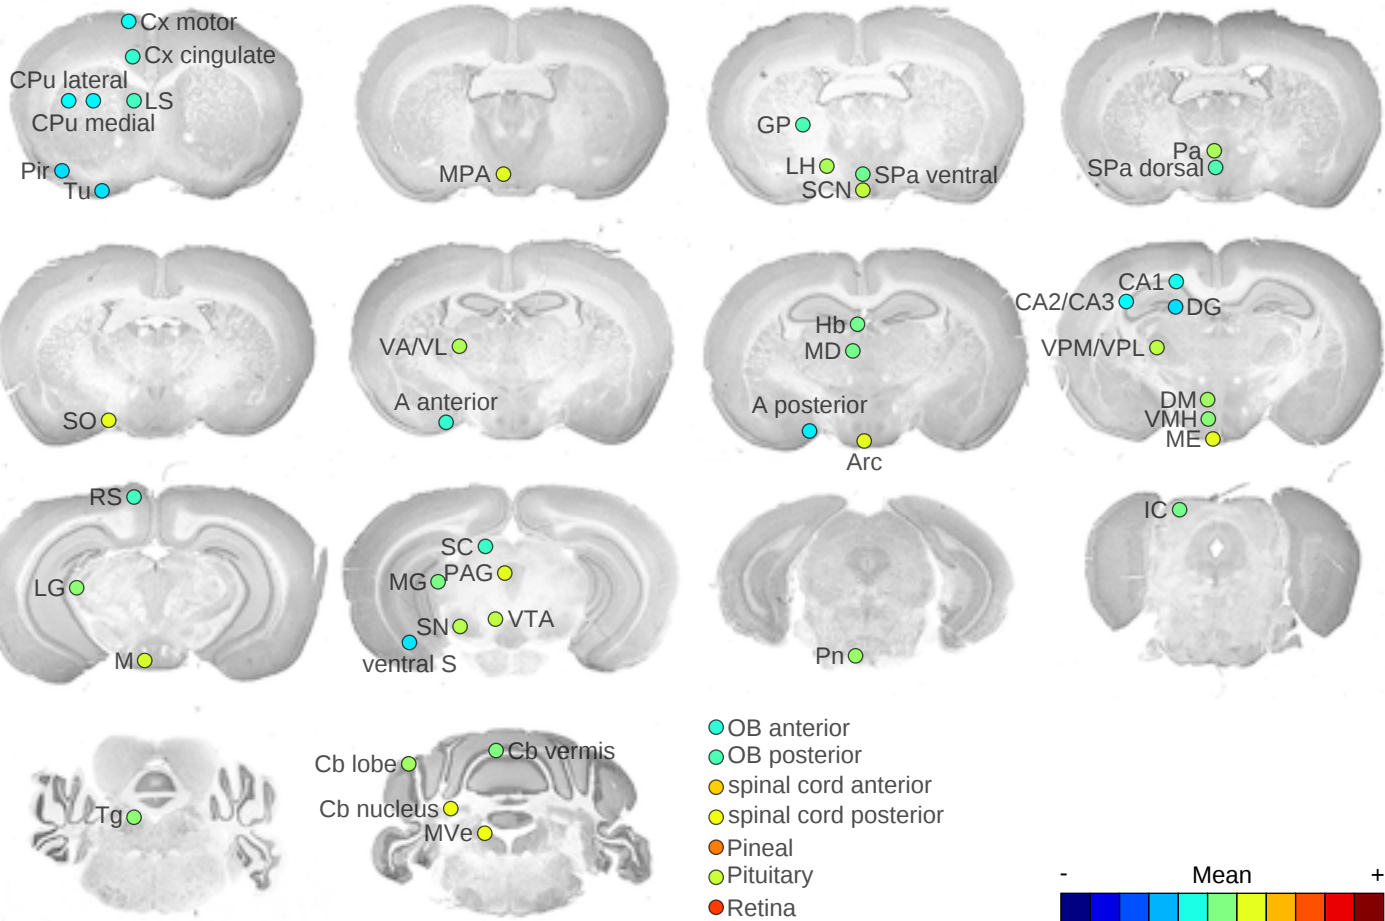 Cx motor
Cx cingulate
CPu lateral
LS
CPu medial
Pir
Tu
MPA
GP
LH
SPa ventral
SCN
Pa
SPa dorsal
SO
VA/VL
A anterior
Hb
MD
A posterior
Arc
CA1
CA2/CA3
DG
VPM/VPL
DM
VMH
ME
RS
LG
M
SC
MG
PAG
SN
VTA
ventral S
Pn
IC
Tg
Cb lobe
Cb vermis
Cb nucleus
MVe
OB anterior
OB posterior
spinal cord anterior
spinal cord posterior
Pineal
Pituitary
Retina
- Mean +